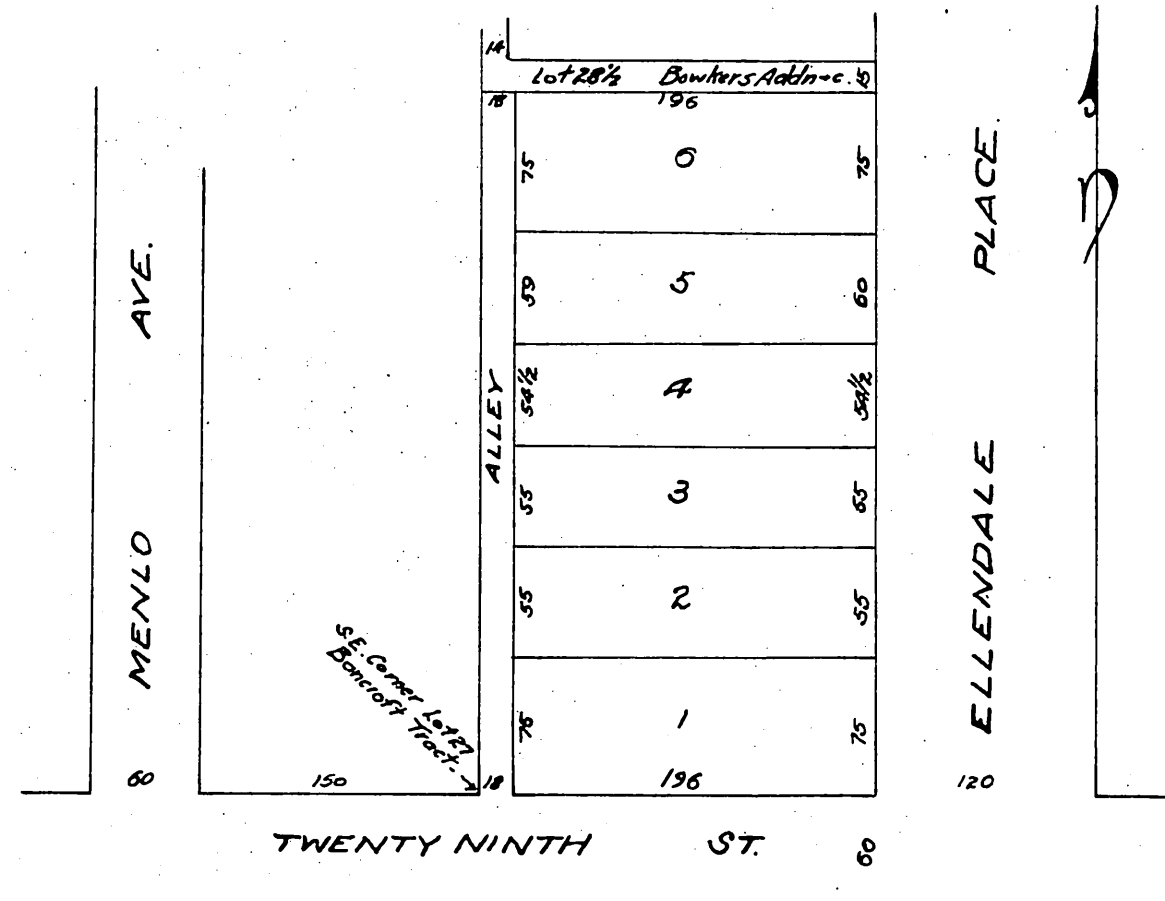 14
Lot 28½ Bowkers Addn &c. 15
18 196
75 6 75
59 5 60
54½ 4 54½
55 3 55
55 2 55
75 1 75
18 196
MENLO AVE.
ALLEY
ELLENDALE PLACE.
S.E. Corner Lot 27
Bancroft Tract.
60 150 120
TWENTY NINTH ST. 60